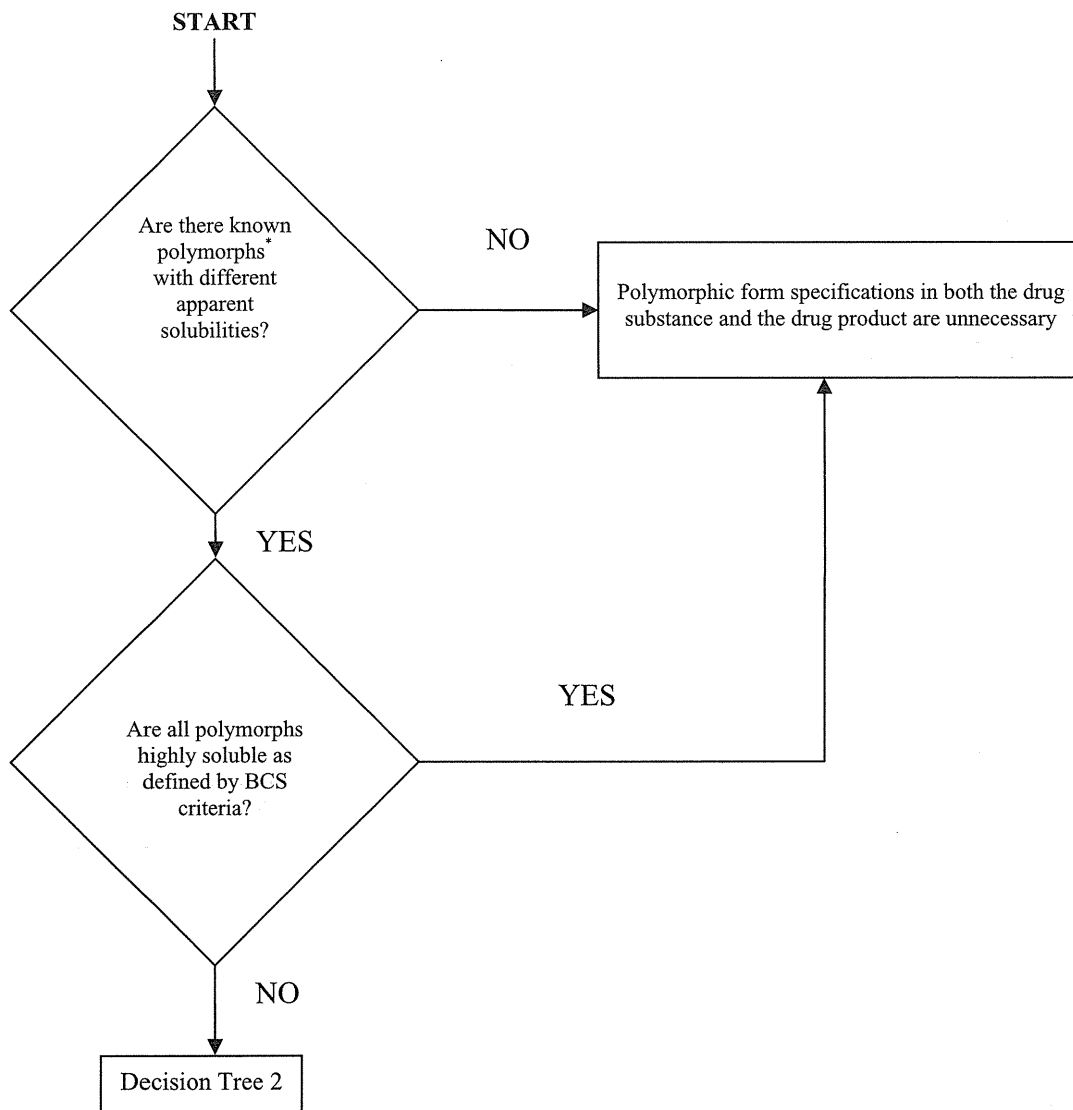 START
Are there known
polymorphs*
with different
apparent
solubilities?
NO
Polymorphic form specifications in both the drug
substance and the drug product are unnecessary
YES
Are all polymorphs
highly soluble as
defined by BCS
criteria?
YES
NO
Decision Tree 2